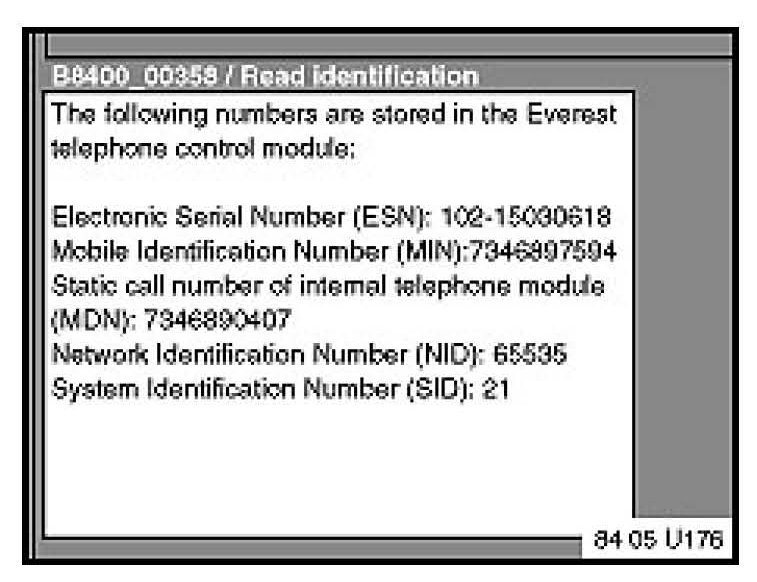 B8400_00358 / Read identification
The following numbers are stored in the Everest
telephone control module:
Electronic Serial Number (ESN): 102-15030618
Mobile Identification Number (MIN):7346897594
Static call number of internal telephone module
(MDN): 7346890407
Network Identification Number (NID): 65535
System Identification Number (SID): 21
84 05 U176